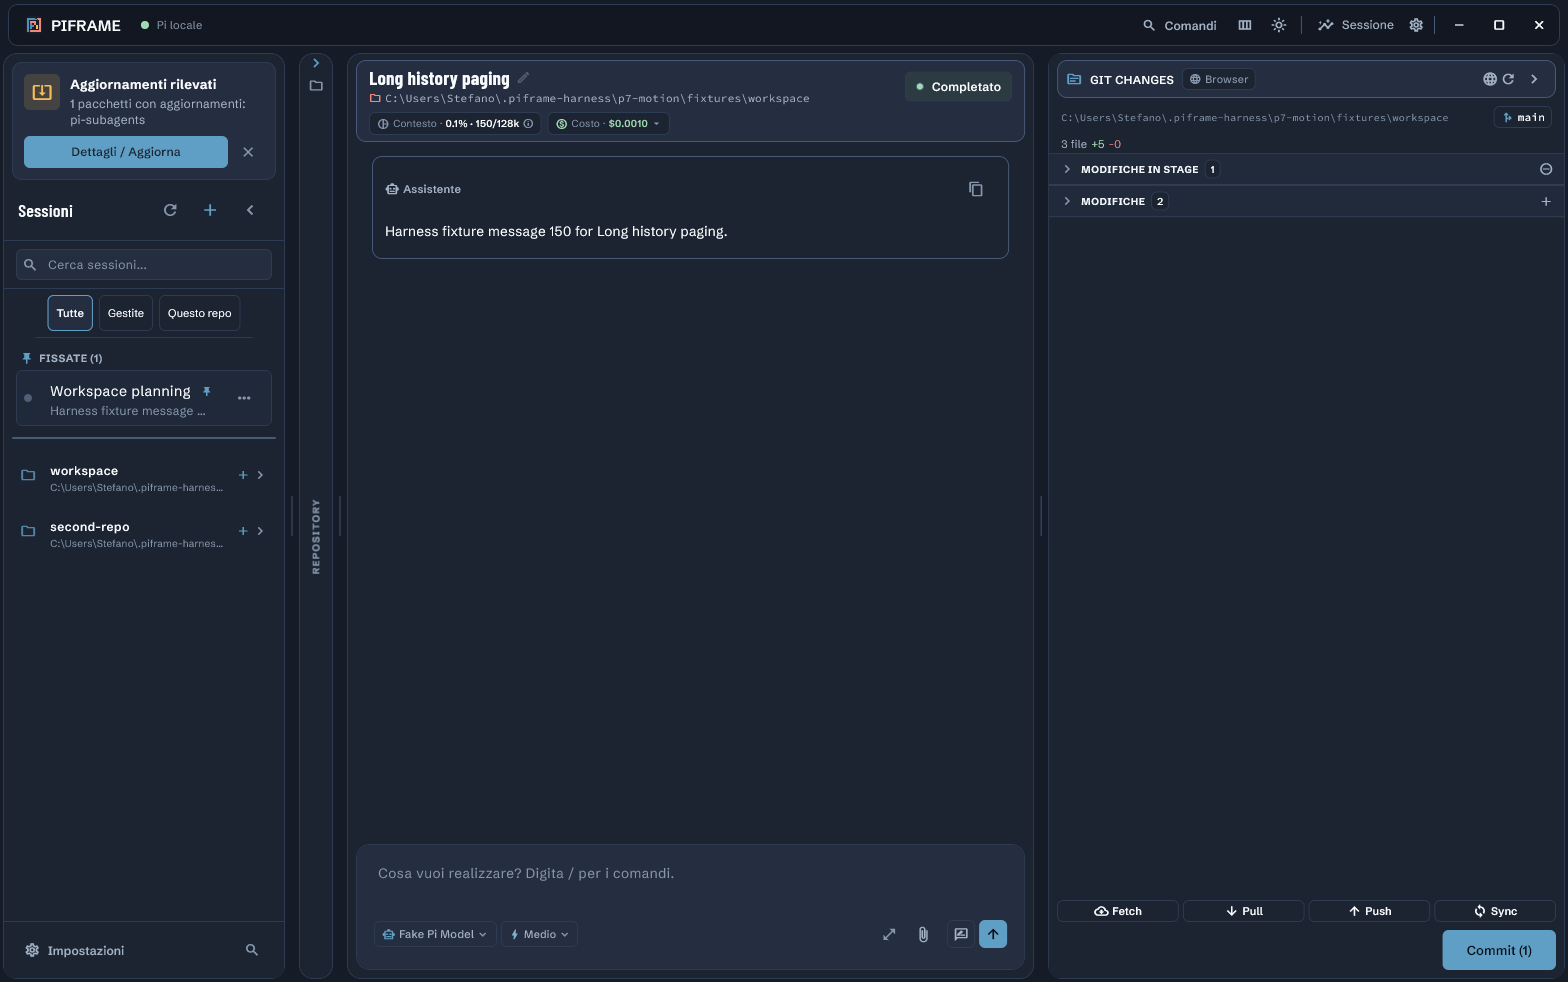 PIFRAME
Pi locale
Comandi
Sessione
Aggiornamenti rilevati
1 pacchetti con aggiornamenti:
pi-subagents
Dettagli / Aggiorna
Sessioni
Cerca sessioni...
Tutte
Gestite
Questo repo
FISSATE (1)
Workspace planning
Harness fixture message ...
workspace
C:\Users\Stefano\.piframe-harnes...
second-repo
C:\Users\Stefano\.piframe-harnes...
Impostazioni
REPOSITORY
Long history paging
C:\Users\Stefano\.piframe-harness\p7-motion\fixtures\workspace
Contesto · 0.1% · 150/128k
Costo · $0.0010
Completato
Assistente
Harness fixture message 150 for Long history paging.
Cosa vuoi realizzare? Digita / per i comandi.
Fake Pi Model
Medio
GIT CHANGES
Browser
C:\Users\Stefano\.piframe-harness\p7-motion\fixtures\workspace
main
3 file +5 -0
MODIFICHE IN STAGE 1
MODIFICHE 2
Fetch
Pull
Push
Sync
Commit (1)